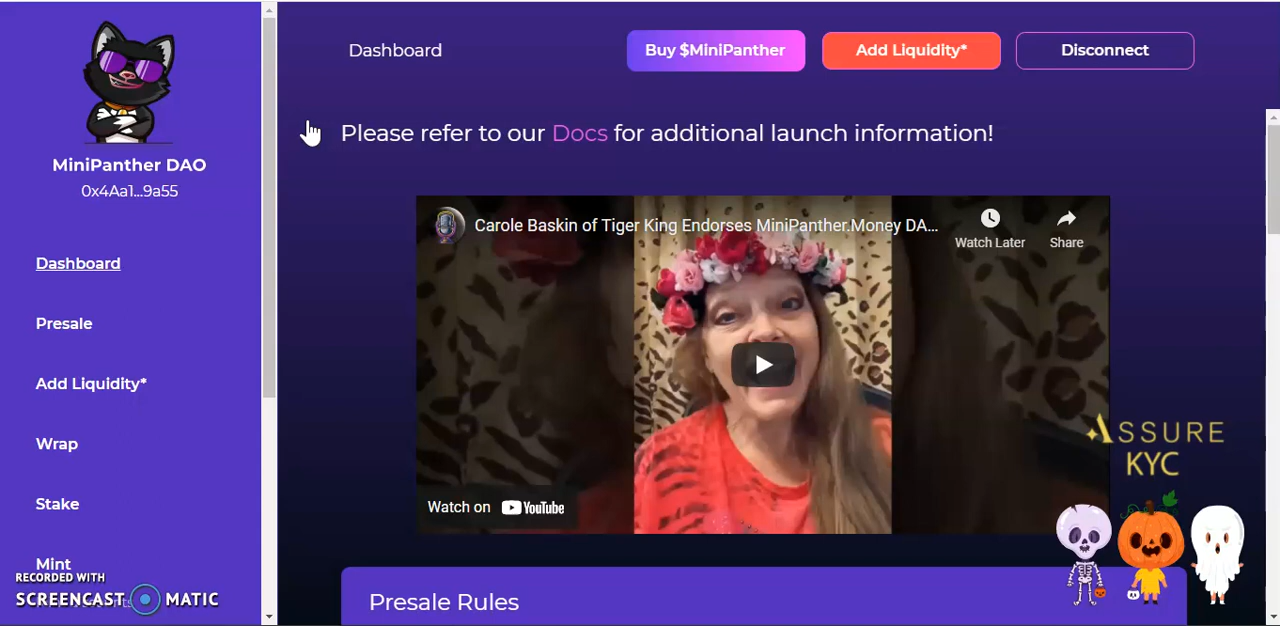 MiniPanther DAO
0x4Aa1...9a55
Dashboard
Presale
Add Liquidity*
Wrap
Stake
Mint
RECORDED WITH
SCREENCAST MATIC
Dashboard
Buy $MiniPanther
Add Liquidity*
Disconnect
Please refer to our Docs for additional launch information!
Carole Baskin of Tiger King Endorses MiniPanther.Money DA...
Watch Later
Share
Watch on YouTube
ASSURE
KYC
Presale Rules